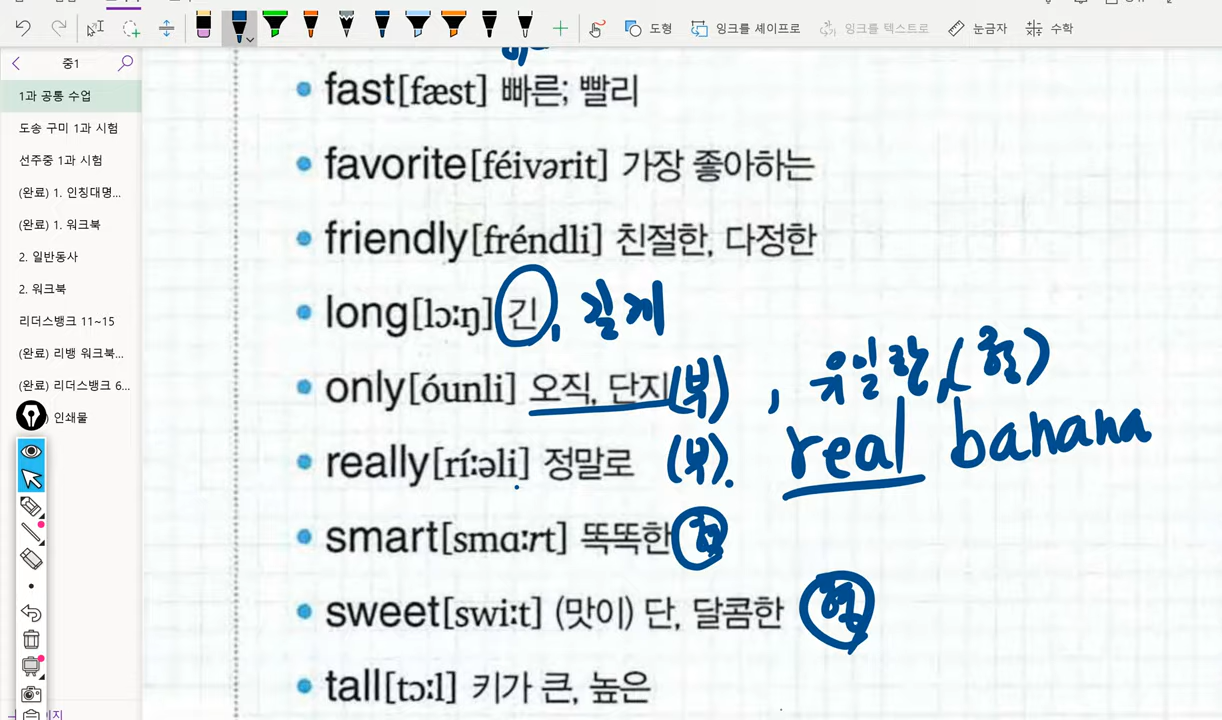 도형
잉크를 셰이프로
잉크를 텍스트로
눈금자
수학
중1
1과 공통 수업
도송 구미 1과 시험
선주중 1과 시험
(완료) 1. 인칭대명...
(완료) 1. 워크북
2. 일반동사
2. 워크북
리더스뱅크 11~15
(완료) 리뱅 워크북...
(완료) 리더스뱅크 6...
인쇄물
fast[fæst] 빠른; 빨리
favorite[féivərit] 가장 좋아하는
friendly[fréndli] 친절한, 다정한
long[lɔːŋ] 긴, 길게
only[óunli] 오직, 단지(부), 유일한(형)
really[ríːəli] 정말로 (부). real banana
smart[smɑːrt] 똑똑한 형
sweet[swiːt] (맛이) 단, 달콤한 형
tall[tɔːl] 키가 큰, 높은